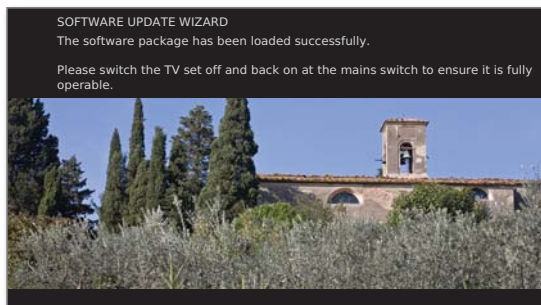 SOFTWARE UPDATE WIZARD
The software package has been loaded successfully.
Please switch the TV set off and back on at the mains switch to ensure it is fully
operable.